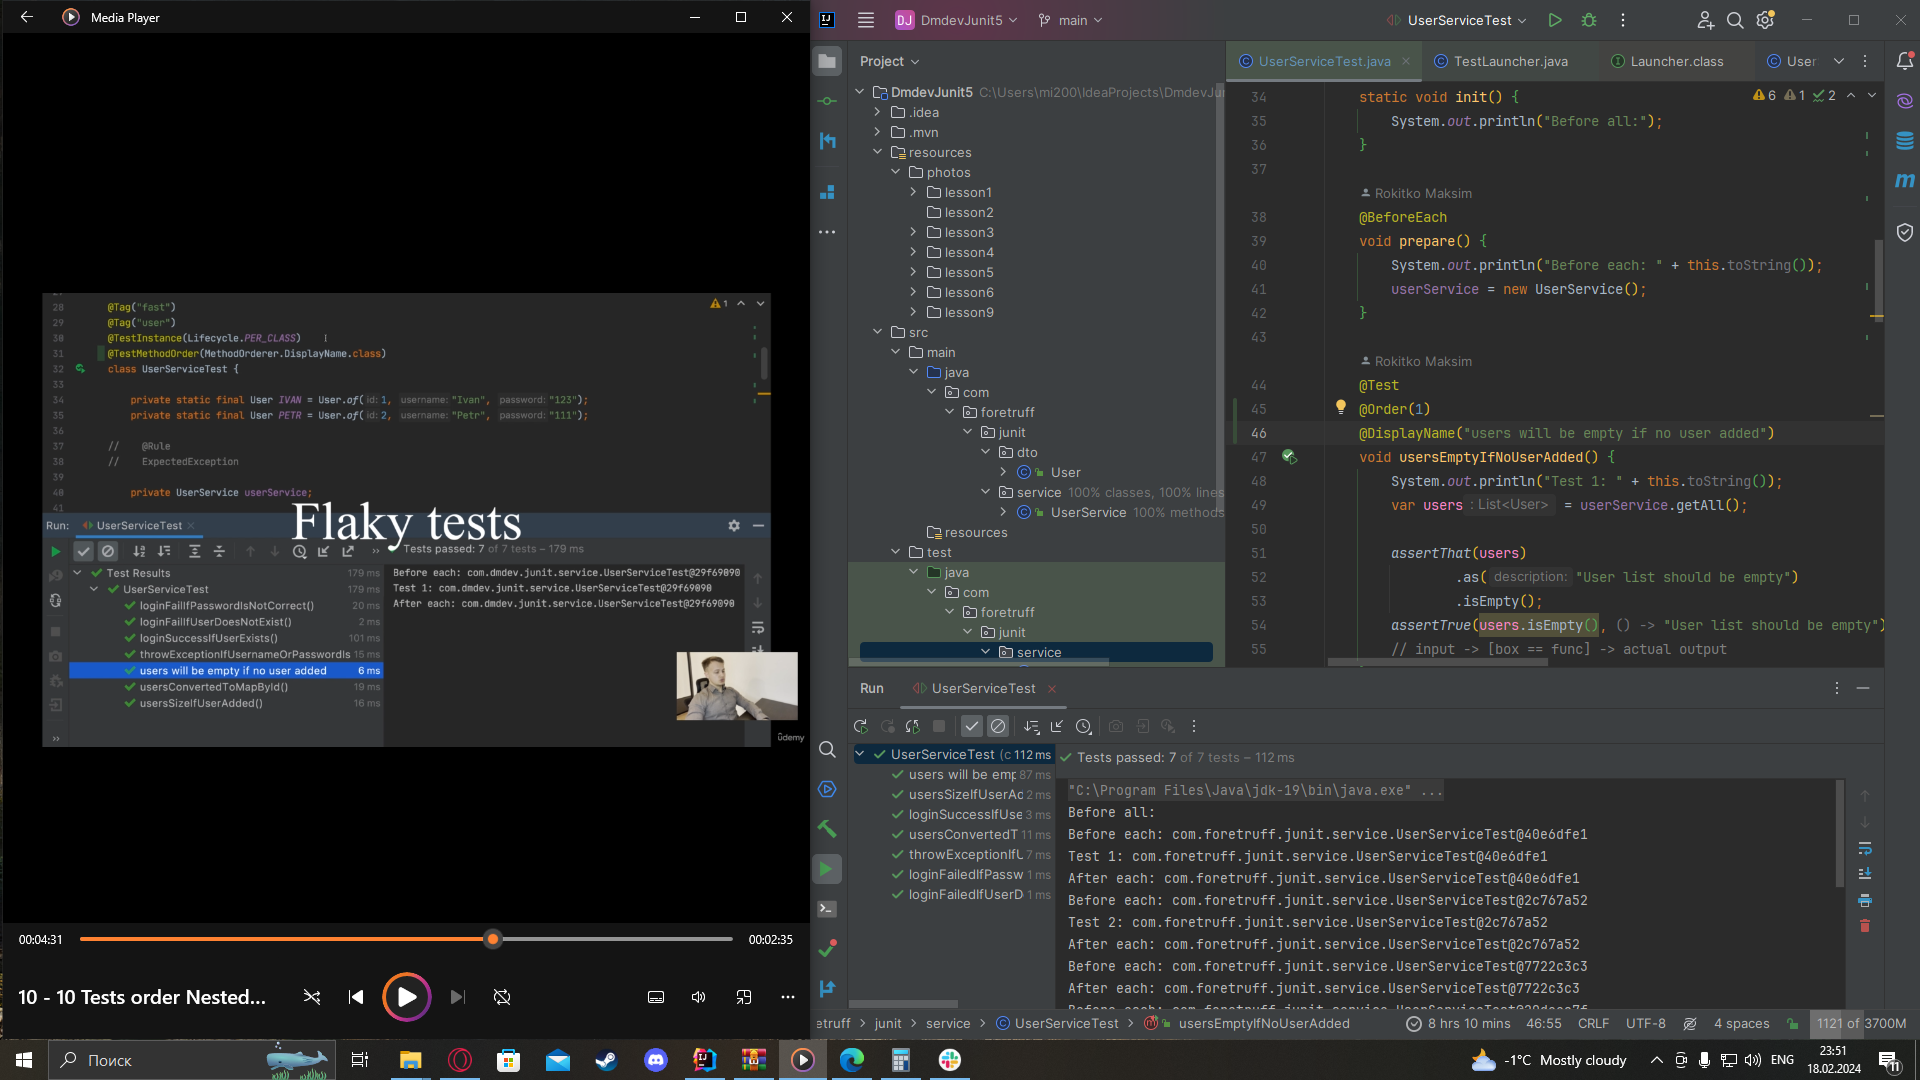 Media Player
28 @Tag("fast")
29 @Tag("user")
30 @TestInstance(Lifecycle.PER_CLASS)
31 @TestMethodOrder(MethodOrderer.DisplayName.class)
32 class UserServiceTest {
33
34 private static final User IVAN = User.of( id: 1, username: "Ivan", password: "123");
35 private static final User PETR = User.of( id: 2, username: "Petr", password: "111");
36
37 // @Rule
38 // ExpectedException
39
40 private UserService userService;
41
1
Flaky tests
Run: UserServiceTest
Tests passed: 7 of 7 tests – 179 ms
Test Results 179 ms
UserServiceTest 179 ms
loginFailIfPasswordIsNotCorrect() 20 ms
loginFailIfUserDoesNotExist() 2 ms
loginSuccessIfUserExists() 101 ms
throwExceptionIfUsernameOrPasswordIs 15 ms
users will be empty if no user added 6 ms
usersConvertedToMapById() 19 ms
usersSizeIfUserAdded() 16 ms
Before each: com.dmdev.junit.service.UserServiceTest@29f69090
Test 1: com.dmdev.junit.service.UserServiceTest@29f69090
After each: com.dmdev.junit.service.UserServiceTest@29f69090
ûdemy
00:04:31
00:02:35
10 - 10 Tests order Nested...
DJ DmdevJunit5 main
UserServiceTest
Project
DmdevJunit5 C:\Users\mi200\IdeaProjects\DmdevJu
.idea
.mvn
resources
photos
lesson1
lesson2
lesson3
lesson4
lesson5
lesson6
lesson9
src
main
java
com
foretruff
junit
dto
User
service 100% classes, 100% lines
UserService 100% methods
resources
test
java
com
foretruff
junit
service
UserServiceTest.java TestLauncher.java Launcher.class User
6 1 2
34 static void init() {
35 System.out.println("Before all:");
36 }
37
Rokitko Maksim
38 @BeforeEach
39 void prepare() {
40 System.out.println("Before each: " + this.toString());
41 userService = new UserService();
42 }
43
Rokitko Maksim
44 @Test
45 @Order(1)
46 @DisplayName("users will be empty if no user added")
47 void usersEmptyIfNoUserAdded() {
48 System.out.println("Test 1: " + this.toString());
49 var users : List<User> = userService.getAll();
50
51 assertThat(users)
52 .as( description: "User list should be empty")
53 .isEmpty();
54 assertTrue(users.isEmpty(), () -> "User list should be empty")
55 // input -> [box == func] -> actual output
Run UserServiceTest
UserServiceTest (c 112 ms
users will be emp 87 ms
usersSizeIfUserAc 2 ms
loginSuccessIfUse 3 ms
usersConvertedT 11 ms
throwExceptionIfU 7 ms
loginFailedIfPassw 1 ms
loginFailedIfUserD 1 ms
Tests passed: 7 of 7 tests – 112 ms
"C:\Program Files\Java\jdk-19\bin\java.exe" ...
Before all:
Before each: com.foretruff.junit.service.UserServiceTest@40e6dfe1
Test 1: com.foretruff.junit.service.UserServiceTest@40e6dfe1
After each: com.foretruff.junit.service.UserServiceTest@40e6dfe1
Before each: com.foretruff.junit.service.UserServiceTest@2c767a52
Test 2: com.foretruff.junit.service.UserServiceTest@2c767a52
After each: com.foretruff.junit.service.UserServiceTest@2c767a52
Before each: com.foretruff.junit.service.UserServiceTest@7722c3c3
After each: com.foretruff.junit.service.UserServiceTest@7722c3c3
etruff > junit > service > UserServiceTest > usersEmptyIfNoUserAdded
8 hrs 10 mins 46:55 CRLF UTF-8 4 spaces 1121 of 3700M
Поиск
-1°C Mostly cloudy
ENG
23:51
18.02.2024
11